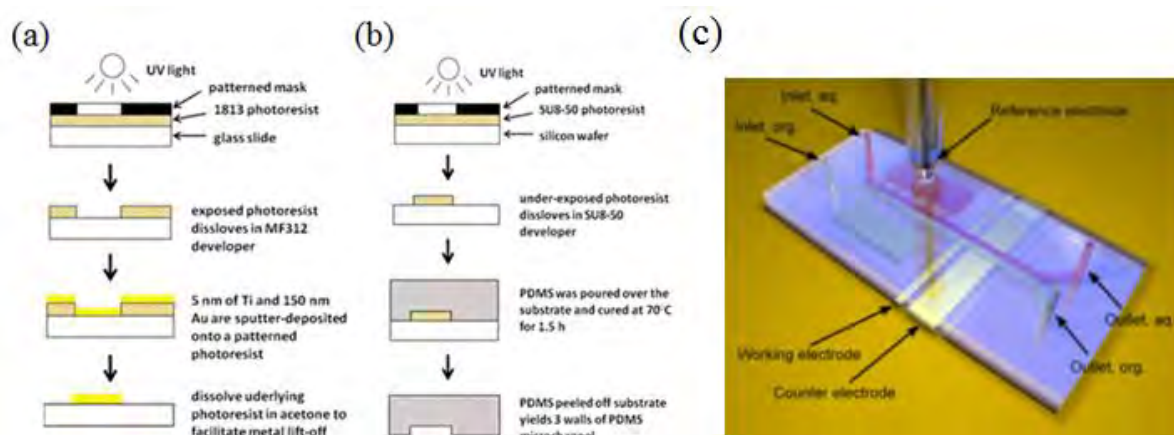 (a)
UV light
patterned mask
1813 photoresist
glass slide
exposed photoresist
dissloves in MF312
developer
5 nm of Ti and 150 nm
Au are sputter-deposited
onto a patterned
photoresist
dissolve uderlying
photoresist in acetone to
facilitate metal lift-off
(b)
UV light
patterned mask
SU8-50 photoresist
silicon wafer
under-exposed photoresist
dissloves in SU8-50
developer
PDMS was poured over the
substrate and cured at 70°C
for 1.5 h
PDMS peeled off substrate
yields 3 walls of PDMS
microchannel
(c)
Inlet, aq.
Inlet, org.
Reference electrode
Working electrode
Counter electrode
Outlet, aq.
Outlet, org.